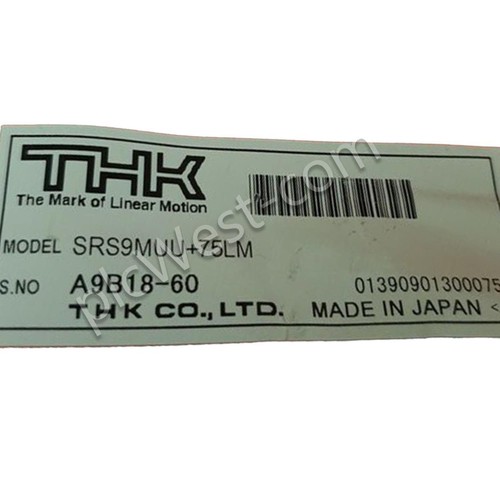 THK
The Mark of Linear Motion
MODEL SRS9MUU+75LM
S.NO A9B18-60
013909013000075
THK CO., LTD. MADE IN JAPAN <
plcwest.com